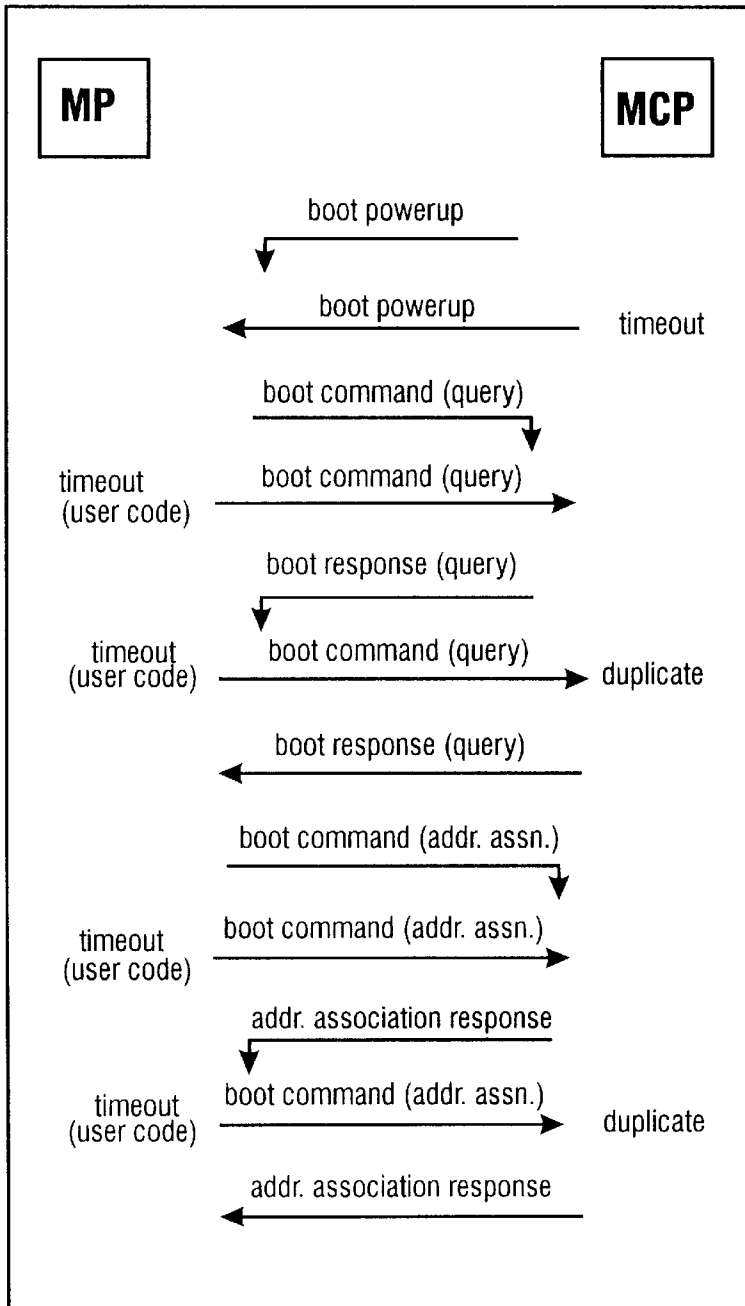 MP
MCP
boot powerup
boot powerup
timeout
boot command (query)
timeout
(user code)
boot command (query)
boot response (query)
timeout
(user code)
boot command (query)
duplicate
boot response (query)
boot command (addr. assn.)
timeout
(user code)
boot command (addr. assn.)
addr. association response
timeout
(user code)
boot command (addr. assn.)
duplicate
addr. association response